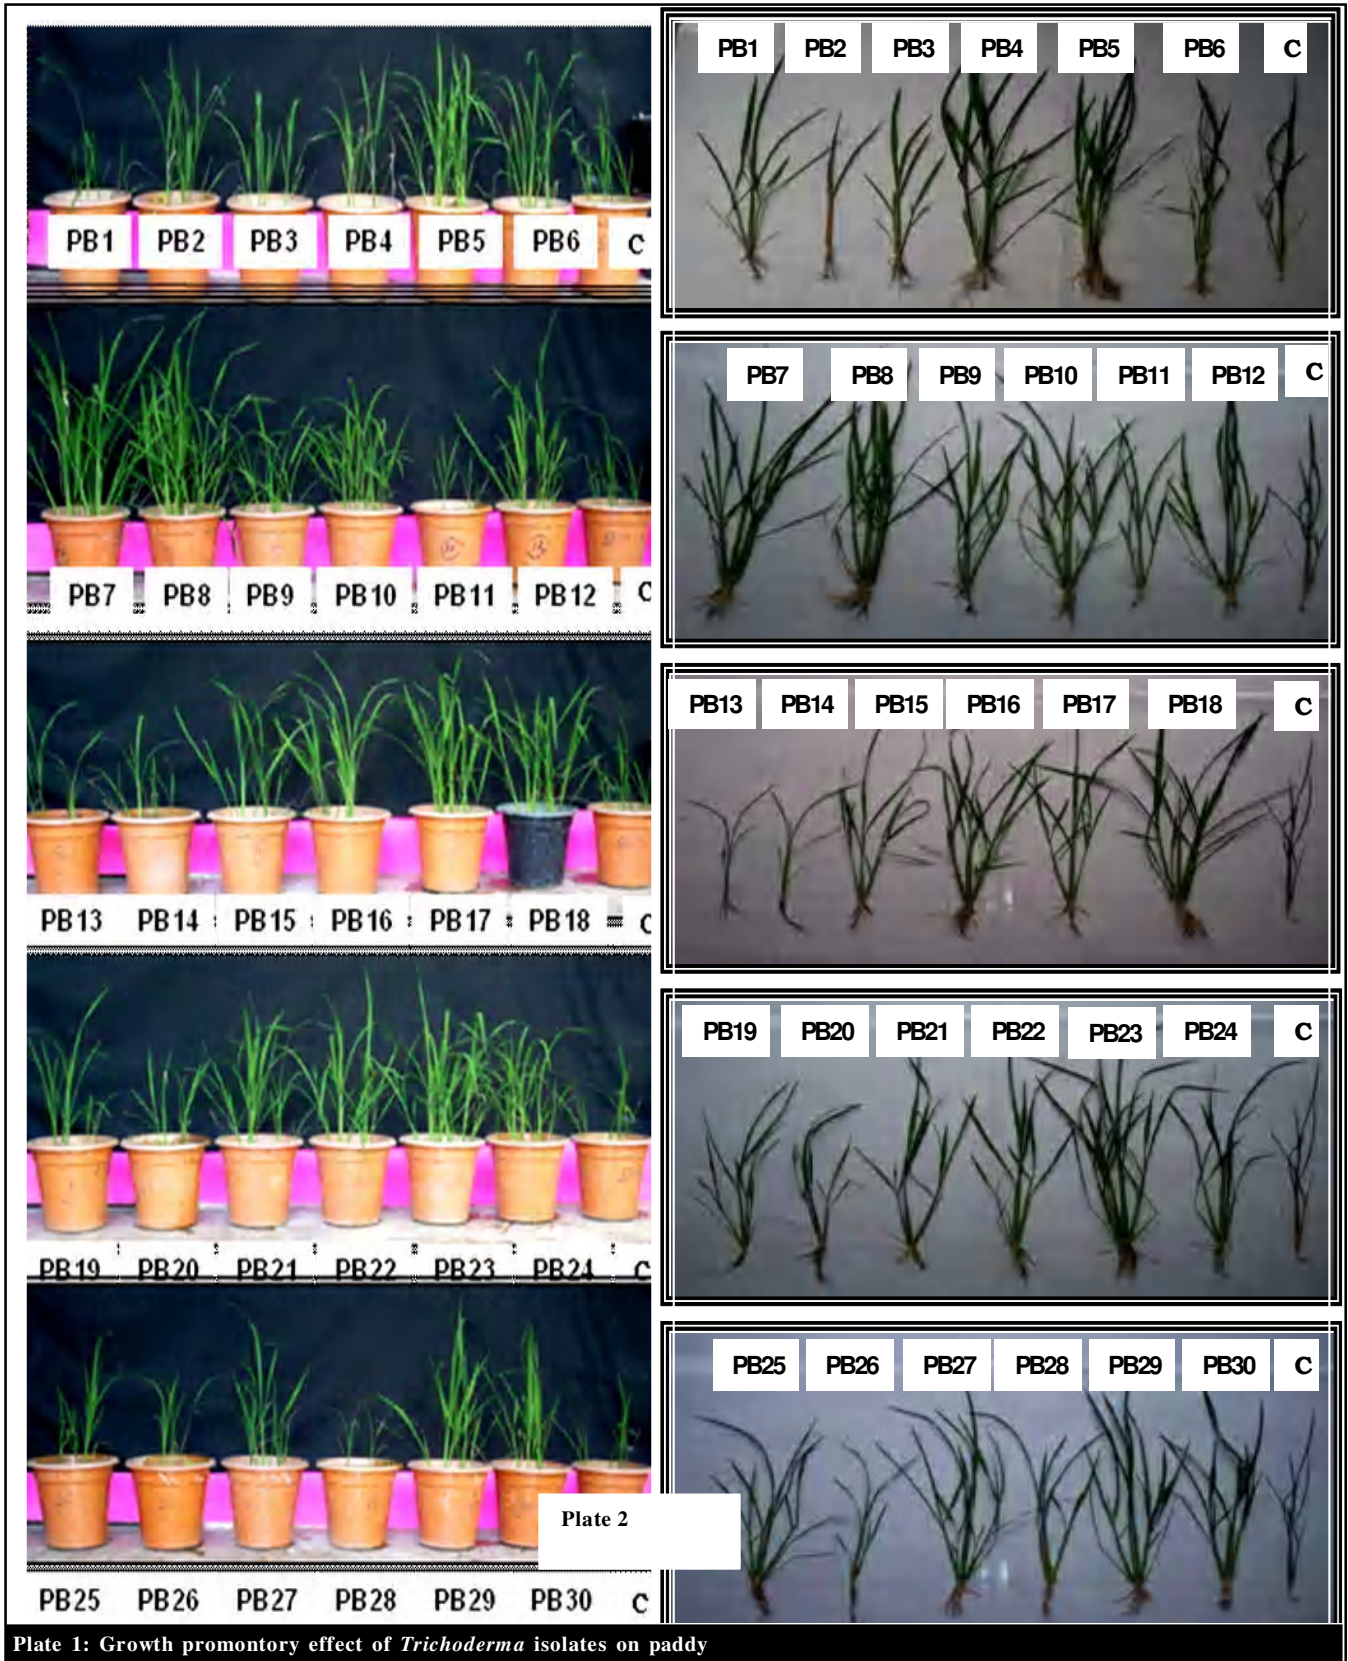 PB1 PB2 PB3 PB4 PB5 PB6 C
PB7 PB8 PB9 PB10 PB11 PB12 C
PB13 PB14 PB15 PB16 PB17 PB18 C
PB19 PB20 PB21 PB22 PB23 PB24 C
PB25 PB26 PB27 PB28 PB29 PB30 C
PB1 PB2 PB3 PB4 PB5 PB6 C
PB7 PB8 PB9 PB10 PB11 PB12 C
PB13 PB14 PB15 PB16 PB17 PB18 C
PB19 PB20 PB21 PB22 PB23 PB24 C
PB25 PB26 PB27 PB28 PB29 PB30 C
Plate 2
Plate 1: Growth promontory effect of Trichoderma isolates on paddy